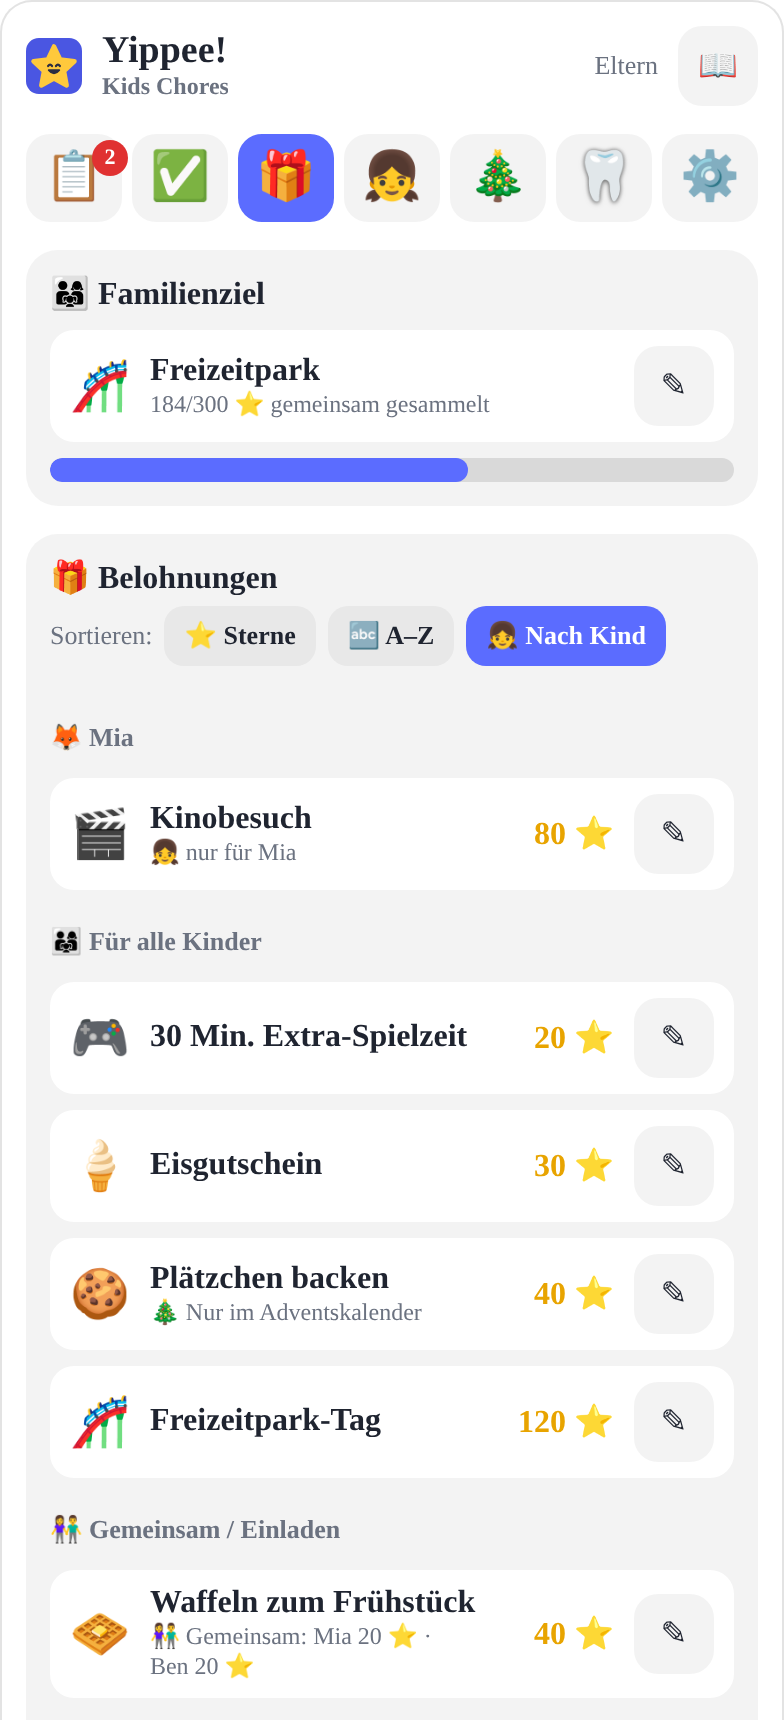 Yippee!
Kids Chores
Eltern
2
Familienziel
Freizeitpark
184/300 ⭐ gemeinsam gesammelt
✎
🎁 Belohnungen
Sortieren: ⭐ Sterne 🔤 A–Z 👧 Nach Kind
🦊 Mia
Kinobesuch
👧 nur für Mia
80 ⭐ ✎
👨‍👩‍👧 Für alle Kinder
30 Min. Extra-Spielzeit
20 ⭐ ✎
Eisgutschein
30 ⭐ ✎
Plätzchen backen
🎄 Nur im Adventskalender
40 ⭐ ✎
Freizeitpark-Tag
120 ⭐ ✎
👫 Gemeinsam / Einladen
Waffeln zum Frühstück
👫 Gemeinsam: Mia 20 ⭐ ·
Ben 20 ⭐
40 ⭐ ✎